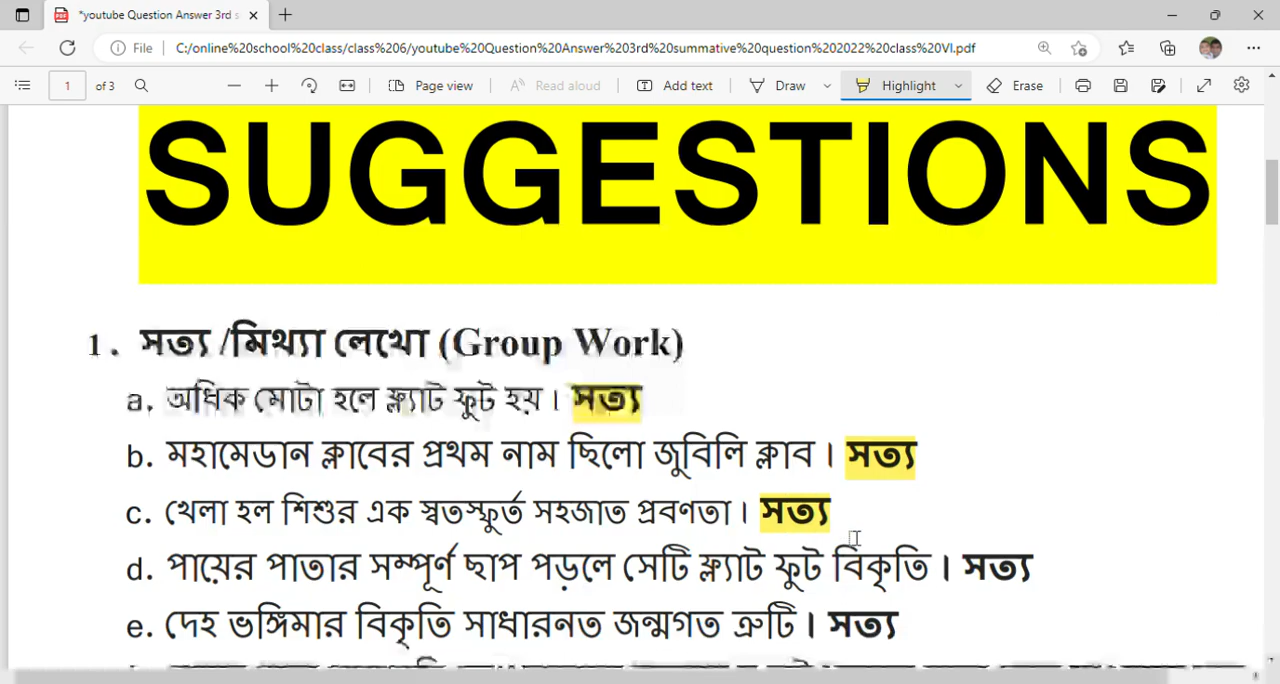 *youtube Question Answer 3rd s
File
C:/online%20school%20class/class%206/youtube%20Question%20Answer%203rd%20summative%20question%202022%20class%20VI.pdf
1 of 3
Page view
Read aloud
Add text
Draw
Highlight
Erase
SUGGESTIONS
1. সত্য /মিথ্যা লেখো (Group Work)
a. অধিক মোটা হলে ফ্ল্যাট ফুট হয়। সত্য
b. মহামেডান ক্লাবের প্রথম নাম ছিলো জুবিলি ক্লাব। সত্য
c. খেলা হল শিশুর এক স্বতস্ফুর্ত সহজাত প্রবণতা। সত্য
d. পায়ের পাতার সম্পূর্ণ ছাপ পড়লে সেটি ফ্ল্যাট ফুট বিকৃতি। সত্য
e. দেহ ভঙ্গিমার বিকৃতি সাধারনত জন্মগত ত্রুটি। সত্য